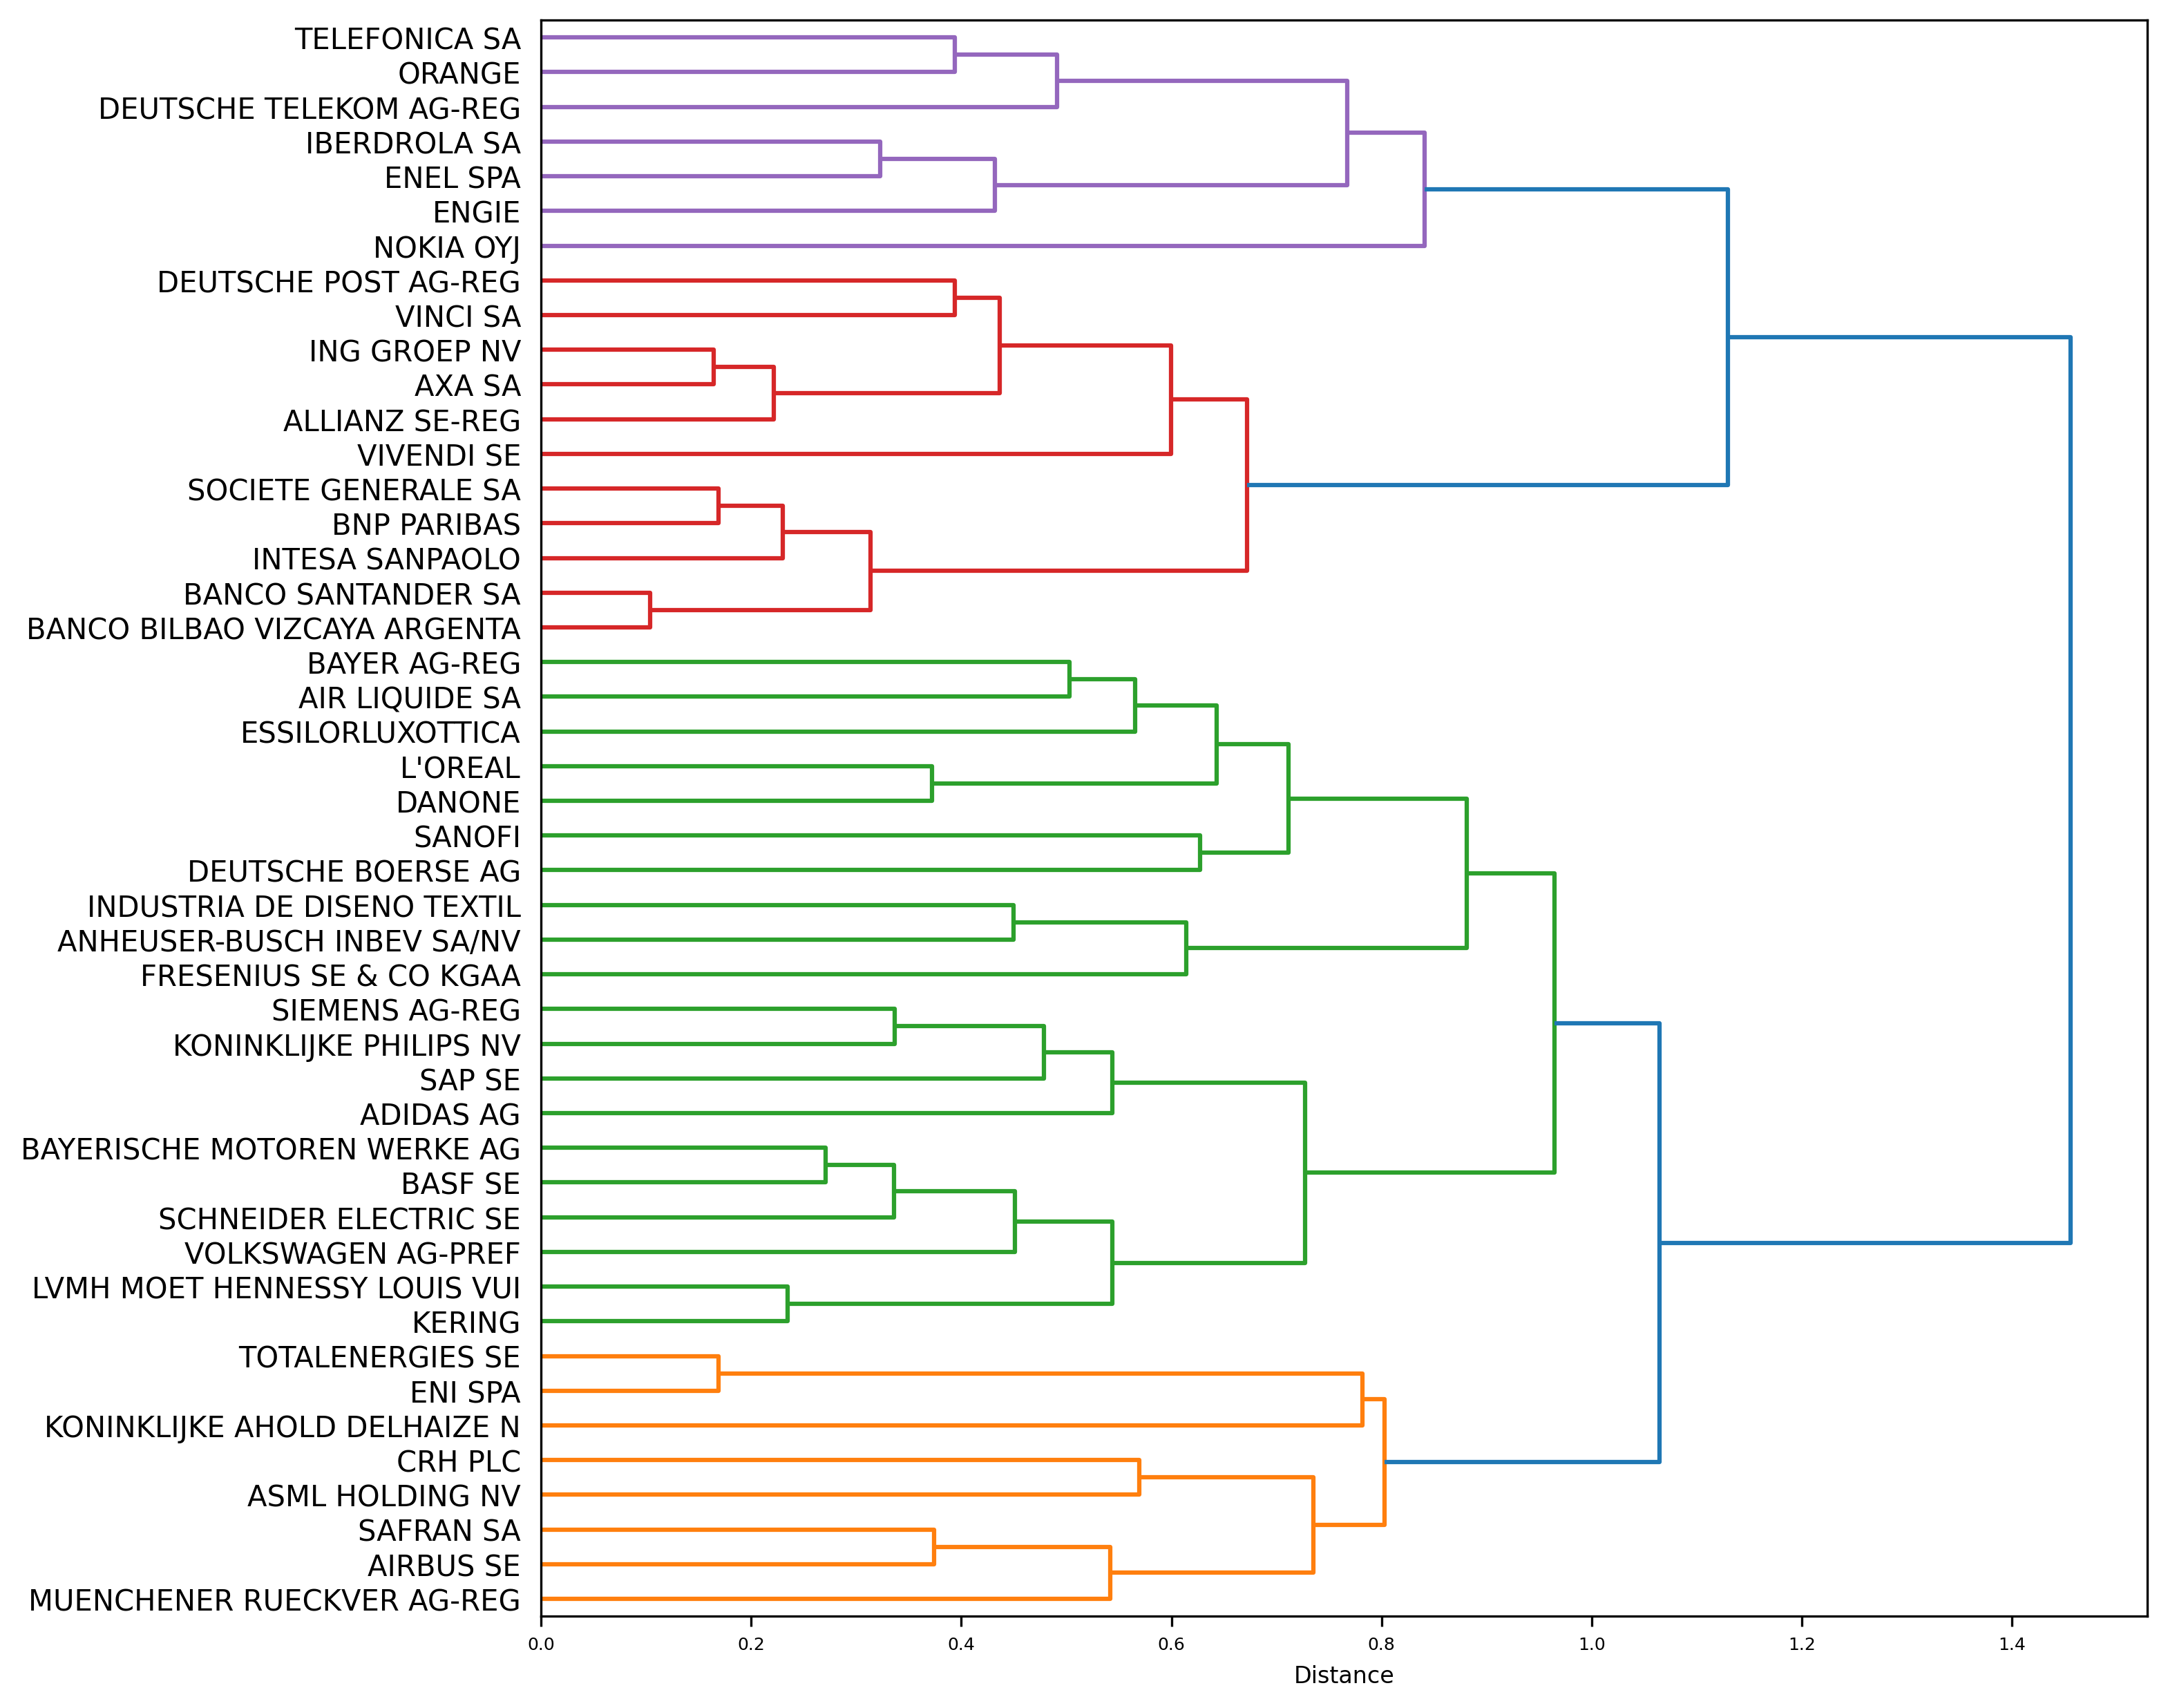 TELEFONICA SA
ORANGE
DEUTSCHE TELEKOM AG-REG
IBERDROLA SA
ENEL SPA
ENGIE
NOKIA OYJ
DEUTSCHE POST AG-REG
VINCI SA
ING GROEP NV
AXA SA
ALLIANZ SE-REG
VIVENDI SE
SOCIETE GENERALE SA
BNP PARIBAS
INTESA SANPAOLO
BANCO SANTANDER SA
BANCO BILBAO VIZCAYA ARGENTA
BAYER AG-REG
AIR LIQUIDE SA
ESSILORLUXOTTICA
L'OREAL
DANONE
SANOFI
DEUTSCHE BOERSE AG
INDUSTRIA DE DISENO TEXTIL
ANHEUSER-BUSCH INBEV SA/NV
FRESENIUS SE & CO KGAA
SIEMENS AG-REG
KONINKLIJKE PHILIPS NV
SAP SE
ADIDAS AG
BAYERISCHE MOTOREN WERKE AG
BASF SE
SCHNEIDER ELECTRIC SE
VOLKSWAGEN AG-PREF
LVMH MOET HENNESSY LOUIS VUI
KERING
TOTALENERGIES SE
ENI SPA
KONINKLIJKE AHOLD DELHAIZE N
CRH PLC
ASML HOLDING NV
SAFRAN SA
AIRBUS SE
MUENCHENER RUECKVER AG-REG
0.0 0.2 0.4 0.6 0.8 1.0 1.2 1.4
Distance